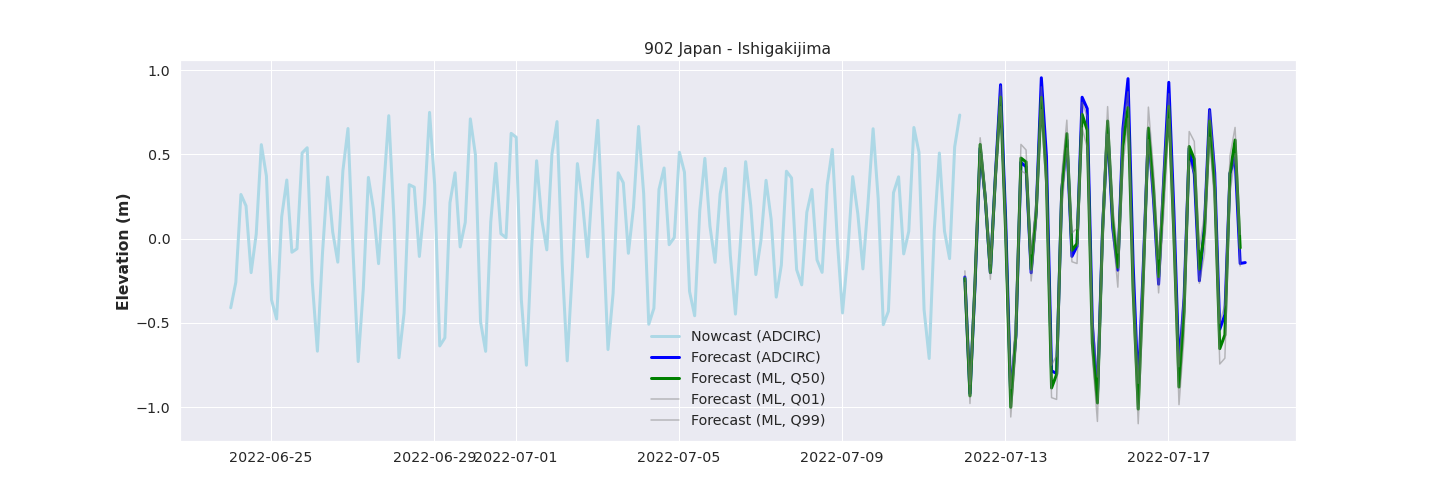 902 Japan - Ishigakijima
Elevation (m)
1.0
0.5
0.0
−0.5
−1.0
Nowcast (ADCIRC)
Forecast (ADCIRC)
Forecast (ML, Q50)
Forecast (ML, Q01)
Forecast (ML, Q99)
2022-06-25 2022-06-29 2022-07-01 2022-07-05 2022-07-09 2022-07-13 2022-07-17